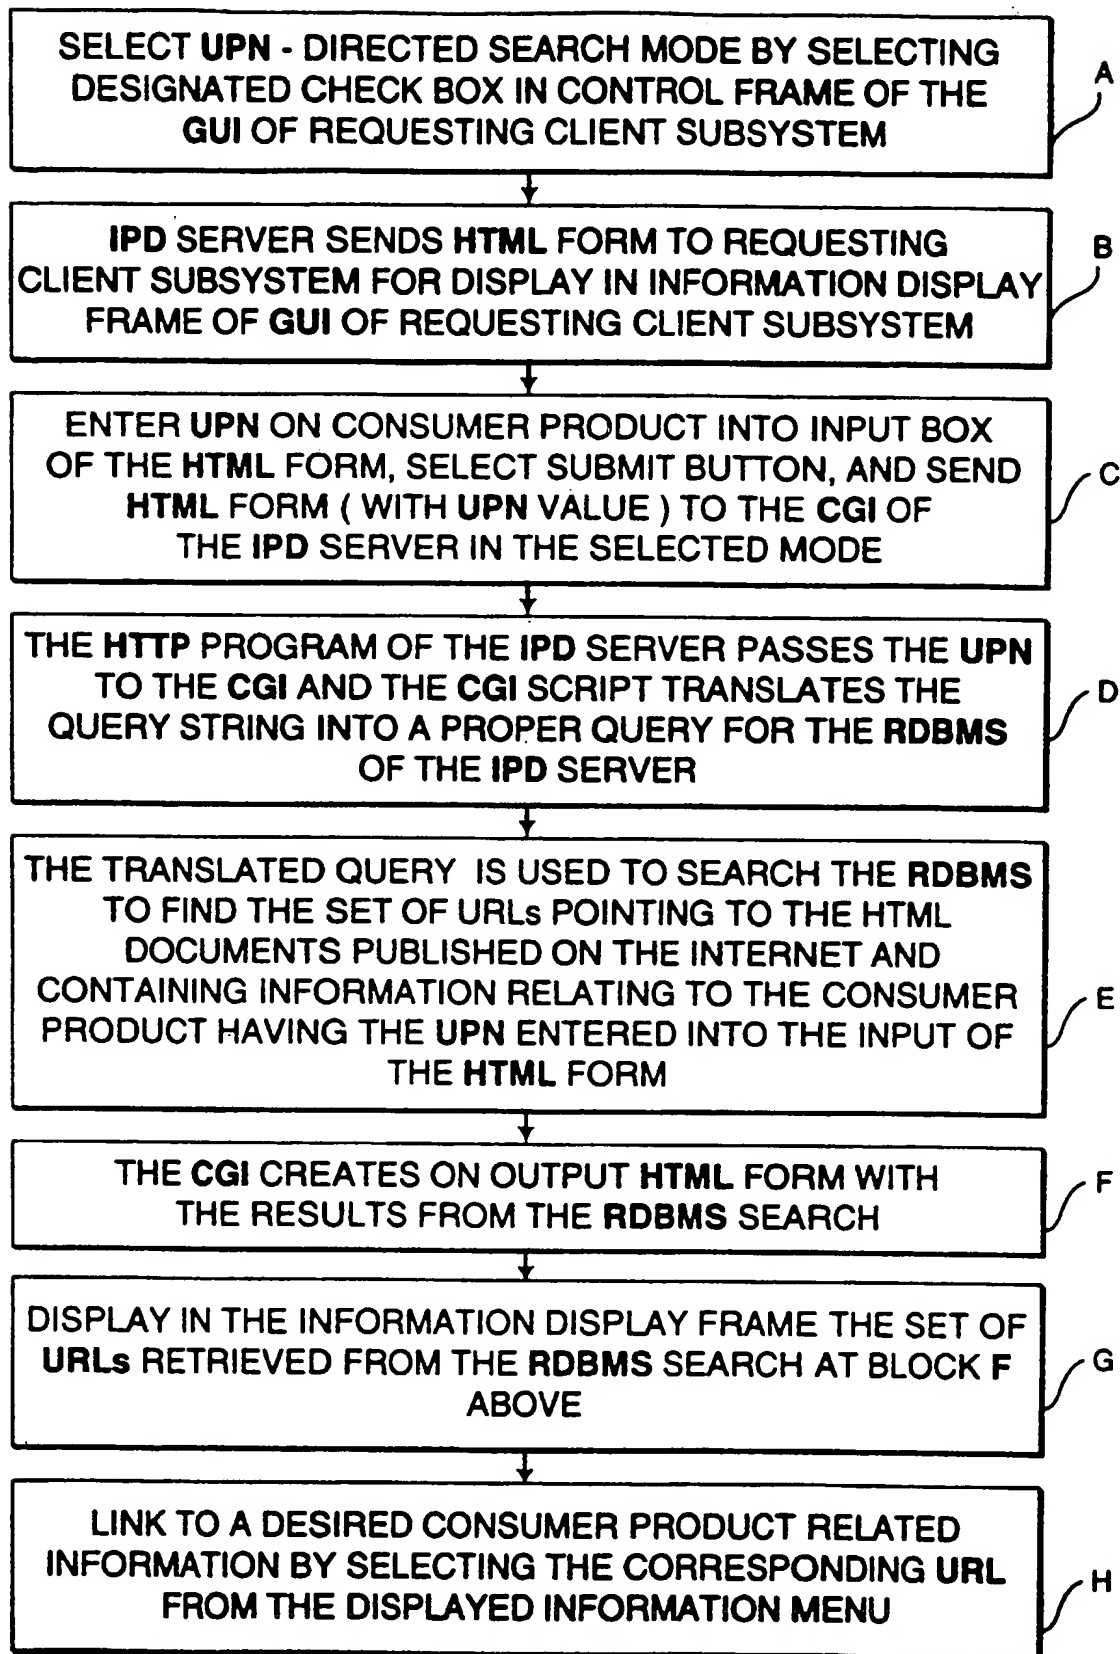 SELECT UPN - DIRECTED SEARCH MODE BY SELECTING
DESIGNATED CHECK BOX IN CONTROL FRAME OF THE
GUI OF REQUESTING CLIENT SUBSYSTEM
A
IPD SERVER SENDS HTML FORM TO REQUESTING
CLIENT SUBSYSTEM FOR DISPLAY IN INFORMATION DISPLAY
FRAME OF GUI OF REQUESTING CLIENT SUBSYSTEM
B
ENTER UPN ON CONSUMER PRODUCT INTO INPUT BOX
OF THE HTML FORM, SELECT SUBMIT BUTTON, AND SEND
HTML FORM ( WITH UPN VALUE ) TO THE CGI OF
THE IPD SERVER IN THE SELECTED MODE
C
THE HTTP PROGRAM OF THE IPD SERVER PASSES THE UPN
TO THE CGI AND THE CGI SCRIPT TRANSLATES THE
QUERY STRING INTO A PROPER QUERY FOR THE RDBMS
OF THE IPD SERVER
D
THE TRANSLATED QUERY IS USED TO SEARCH THE RDBMS
TO FIND THE SET OF URLs POINTING TO THE HTML
DOCUMENTS PUBLISHED ON THE INTERNET AND
CONTAINING INFORMATION RELATING TO THE CONSUMER
PRODUCT HAVING THE UPN ENTERED INTO THE INPUT OF
THE HTML FORM
E
THE CGI CREATES ON OUTPUT HTML FORM WITH
THE RESULTS FROM THE RDBMS SEARCH
F
DISPLAY IN THE INFORMATION DISPLAY FRAME THE SET OF
URLs RETRIEVED FROM THE RDBMS SEARCH AT BLOCK F
ABOVE
G
LINK TO A DESIRED CONSUMER PRODUCT RELATED
INFORMATION BY SELECTING THE CORRESPONDING URL
FROM THE DISPLAYED INFORMATION MENU
H